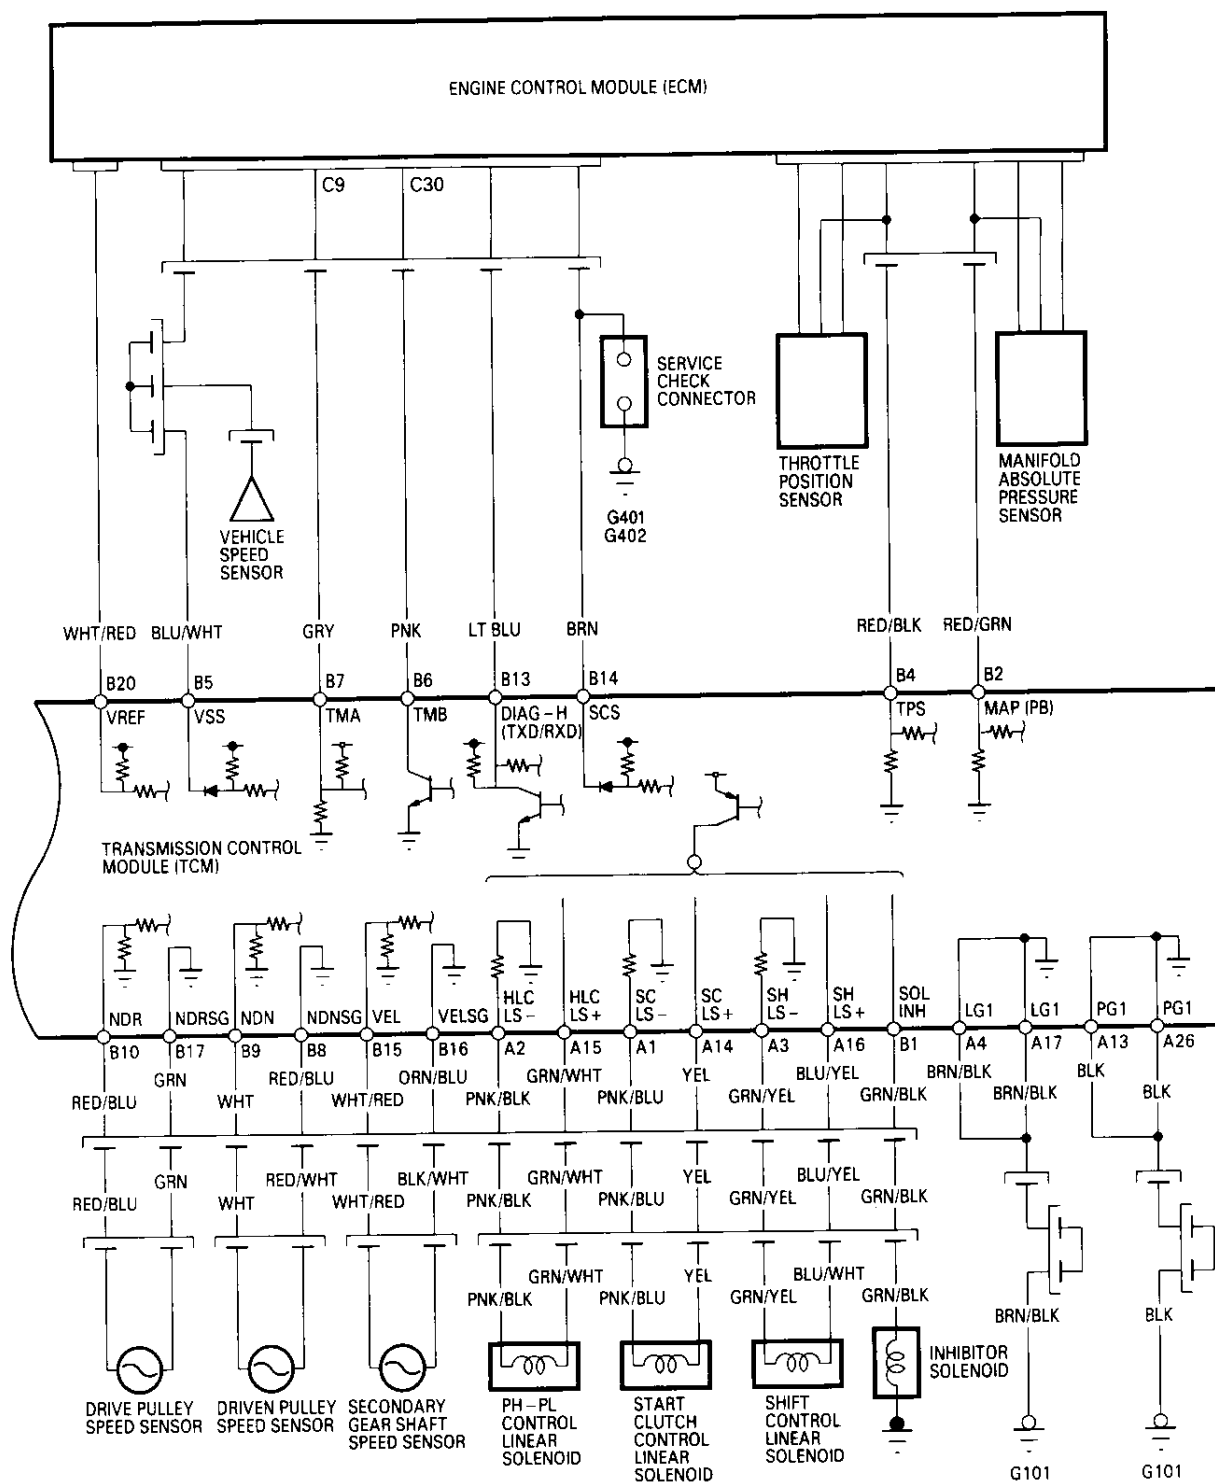 ENGINE CONTROL MODULE (ECM)
C9 C30
SERVICE
CHECK
CONNECTOR
THROTTLE
POSITION
SENSOR
MANIFOLD
ABSOLUTE
PRESSURE
SENSOR
G401
G402
VEHICLE
SPEED
SENSOR
WHT/RED BLU/WHT GRY PNK LT BLU BRN RED/BLK RED/GRN
B20 B5 B7 B6 B13 B14 B4 B2
VREF VSS TMA TMB DIAG-H SCS TPS MAP (PB)
(TXD/RXD)
TRANSMISSION CONTROL
MODULE (TCM)
HLC HLC SC SC SH SH SOL
NDR NDRSG NDN NDNSG VEL VELSG LS- LS+ LS- LS+ LS- LS+ INH LG1 LG1 PG1 PG1
B10 B17 B9 B8 B15 B16 A2 A15 A1 A14 A3 A16 B1 A4 A17 A13 A26
GRN RED/BLU ORN/BLU GRN/WHT YEL BLU/YEL BRN/BLK BLK
RED/BLU WHT WHT/RED PNK/BLK PNK/BLU GRN/YEL GRN/BLK BRN/BLK BLK
GRN RED/WHT BLK/WHT GRN/WHT YEL BLU/YEL
RED/BLU WHT WHT/RED PNK/BLK PNK/BLU GRN/YEL GRN/BLK
GRN/WHT YEL BLU/WHT
PNK/BLK PNK/BLU GRN/YEL GRN/BLK BRN/BLK BLK
INHIBITOR
SOLENOID
DRIVE PULLEY
SPEED SENSOR
DRIVEN PULLEY
SPEED SENSOR
SECONDARY
GEAR SHAFT
SPEED SENSOR
PH-PL
CONTROL
LINEAR
SOLENOID
START
CLUTCH
CONTROL
LINEAR
SOLENOID
SHIFT
CONTROL
LINEAR
SOLENOID
G101 G101